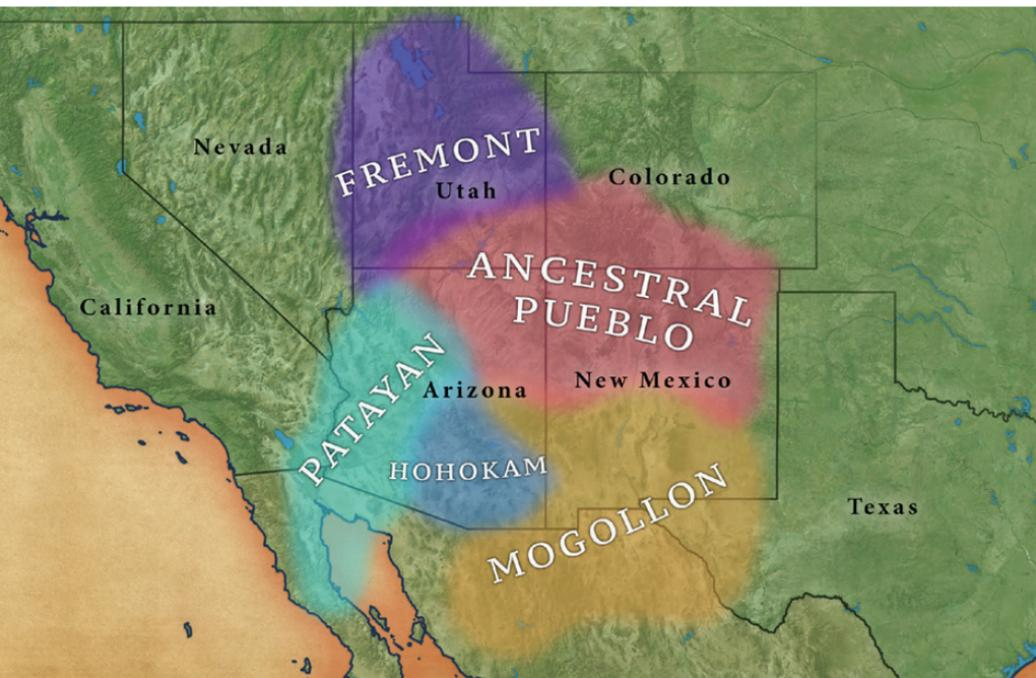 Nevada
FREMONT
Utah
Colorado
ANCESTRAL
PUEBLO
California
PATAYAN
Arizona
New Mexico
HOHOKAM
MOGOLLON
Texas